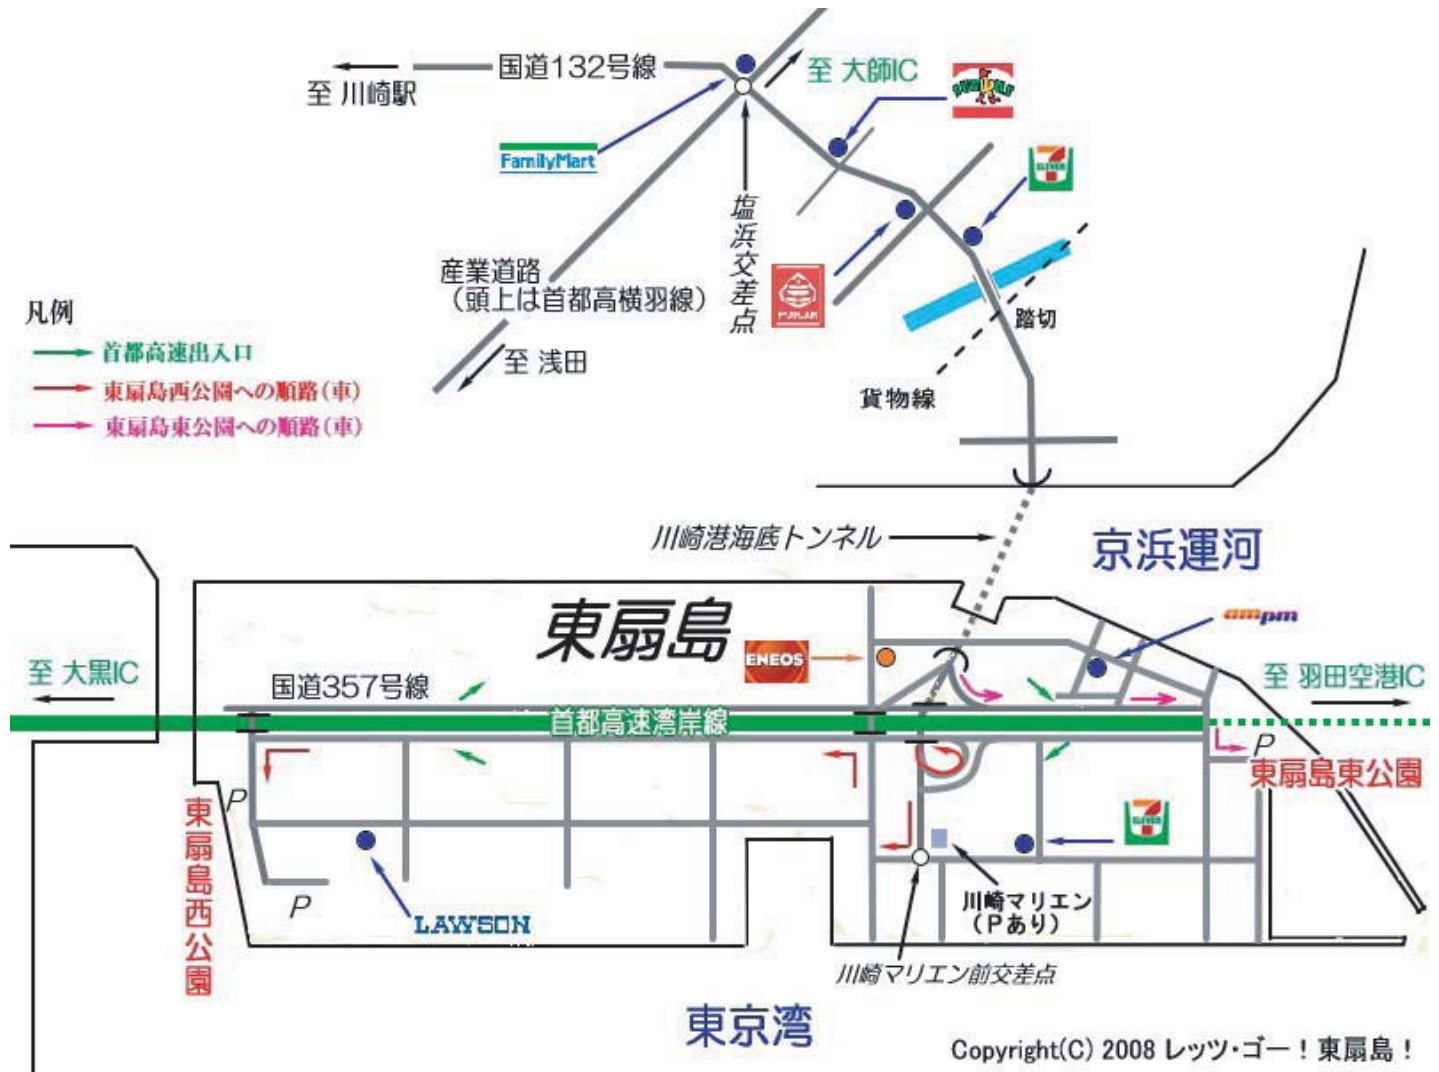 国道132号線
至 川崎駅
至 大師IC
FamilyMart
ELEVEN
塩浜交差点
産業道路
(頭上は首都高横羽線)
至 浅田
踏切
貨物線
凡例
首都高速出入口
東扇島西公園への順路(車)
東扇島東公園への順路(車)
川崎港海底トンネル
京浜運河
東扇島
ENEOS
ampm
至 大黒IC
国道357号線
首都高速湾岸線
至 羽田空港IC
P
東扇島東公園
P
東扇島西公園
P
LAWSON
ELEVEN
川崎マリエン
(Pあり)
川崎マリエン前交差点
東京湾
Copyright(C) 2008 レッツ・ゴー!東扇島!